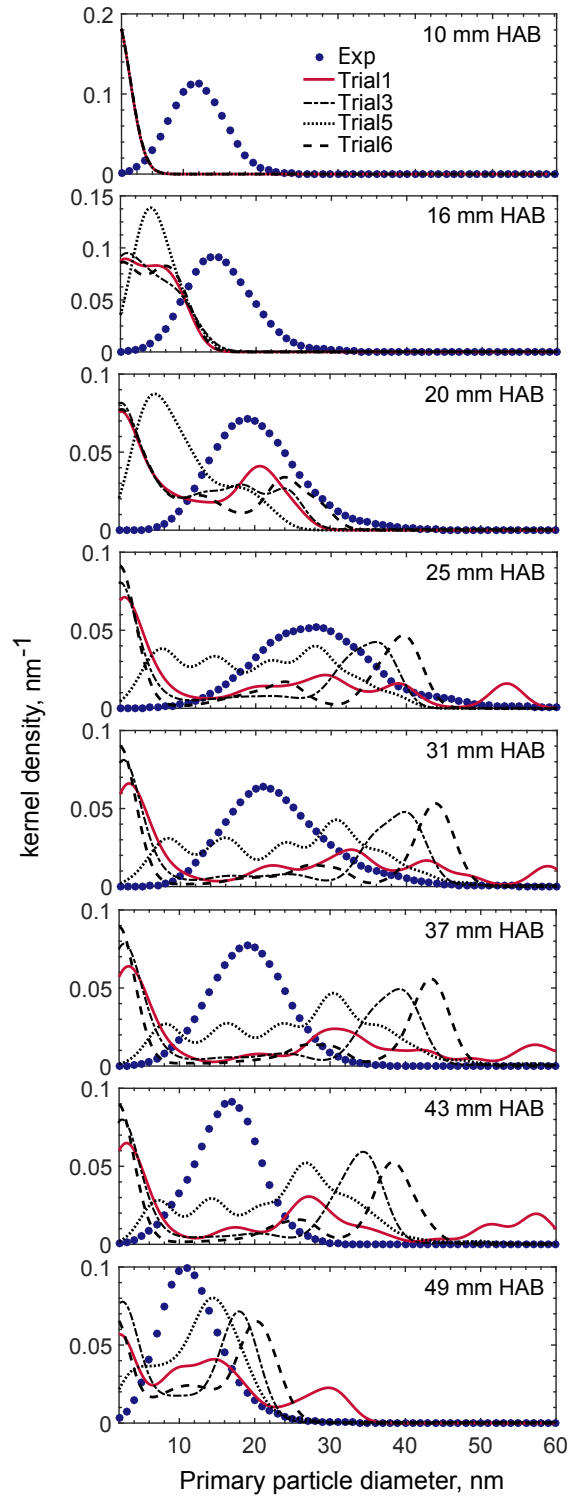 0.2
10 mm HAB
Exp
Trial1
Trial3
Trial5
Trial6
0.1
0
0.15
16 mm HAB
0.1
0.05
0
0.1
20 mm HAB
0.05
0
0.1
25 mm HAB
0.05
0
kernel density, nm⁻¹
0.1
31 mm HAB
0.05
0
0.1
37 mm HAB
0.05
0
0.1
43 mm HAB
0.05
0
0.1
49 mm HAB
0.05
0
10 20 30 40 50 60
Primary particle diameter, nm